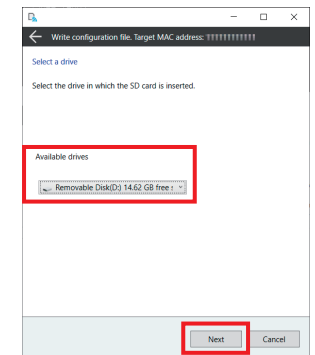 Write configuration file. Target MAC address: 111111111111
Select a drive
Select the drive in which the SD card is inserted.
Available drives
Removable Disk(D:) 14.62 GB free
Next
Cancel